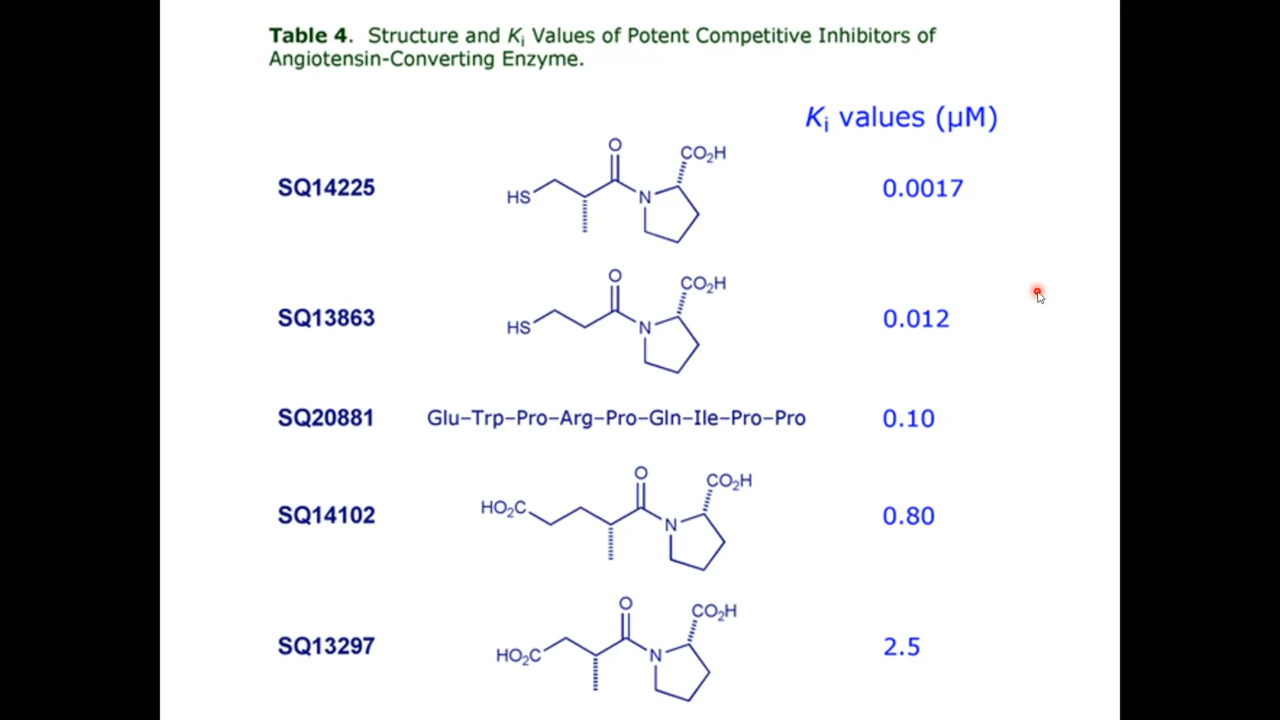 Table 4. Structure and Ki Values of Potent Competitive Inhibitors of
Angiotensin-Converting Enzyme.
Ki values (μM)
SQ14225 HS O N CO₂H 0.0017
SQ13863 HS O N CO₂H 0.012
SQ20881 Glu–Trp–Pro–Arg–Pro–Gln–Ile–Pro–Pro 0.10
SQ14102 HO₂C O N CO₂H 0.80
SQ13297 HO₂C O N CO₂H 2.5